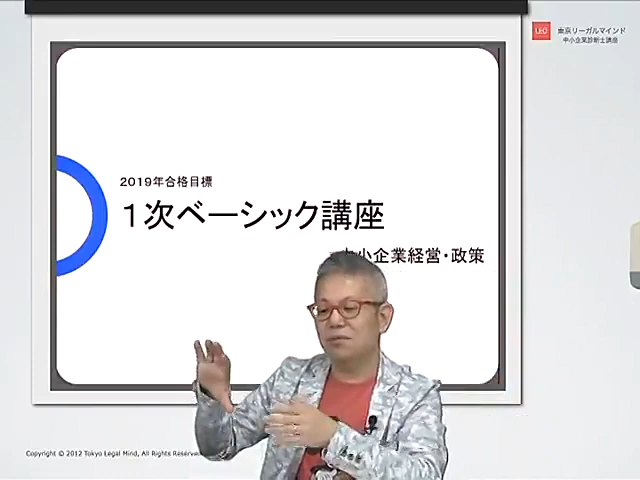 LEC 東京リーガルマインド
中小企業診断士講座
2019年合格目標
1次ベーシック講座
中小企業経営・政策
Copyright © 2012 Tokyo Legal Mind, All Rights Reserved